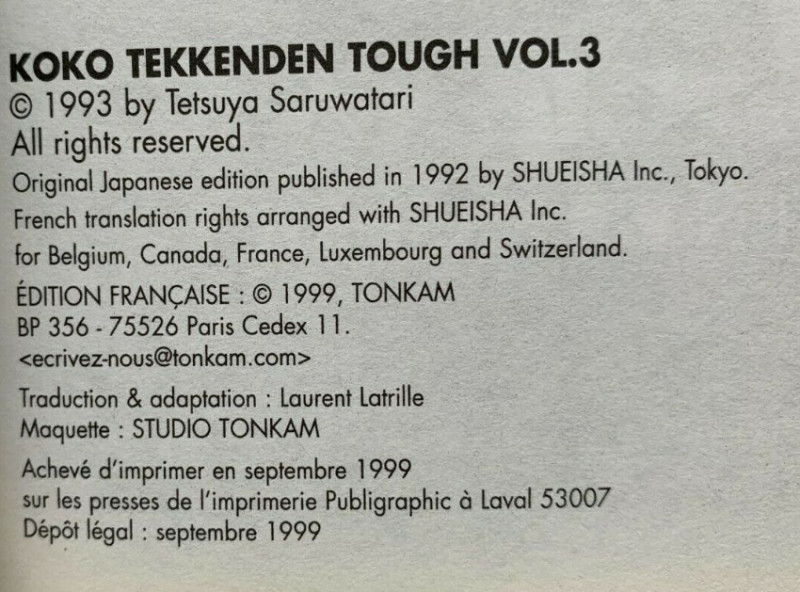 KOKO TEKKENDEN TOUGH VOL.3
© 1993 by Tetsuya Saruwatari
All rights reserved.
Original Japanese edition published in 1992 by SHUEISHA Inc., Tokyo.
French translation rights arranged with SHUEISHA Inc.
for Belgium, Canada, France, Luxembourg and Switzerland.
ÉDITION FRANÇAISE : © 1999, TONKAM
BP 356 - 75526 Paris Cedex 11.
<ecrivez-nous@tonkam.com>
Traduction & adaptation : Laurent Latrille
Maquette : STUDIO TONKAM
Achevé d'imprimer en septembre 1999
sur les presses de l'imprimerie Publigraphic à Laval 53007
Dépôt légal : septembre 1999